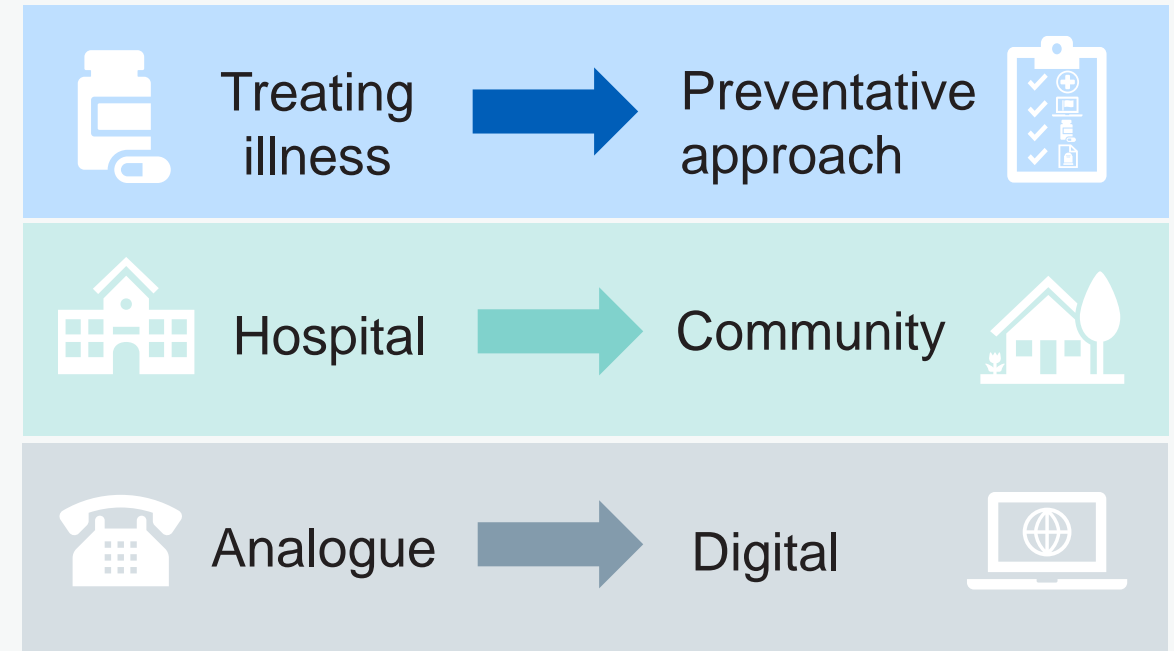 Treating
illness
Preventative
approach
Hospital
Community
Analogue
Digital